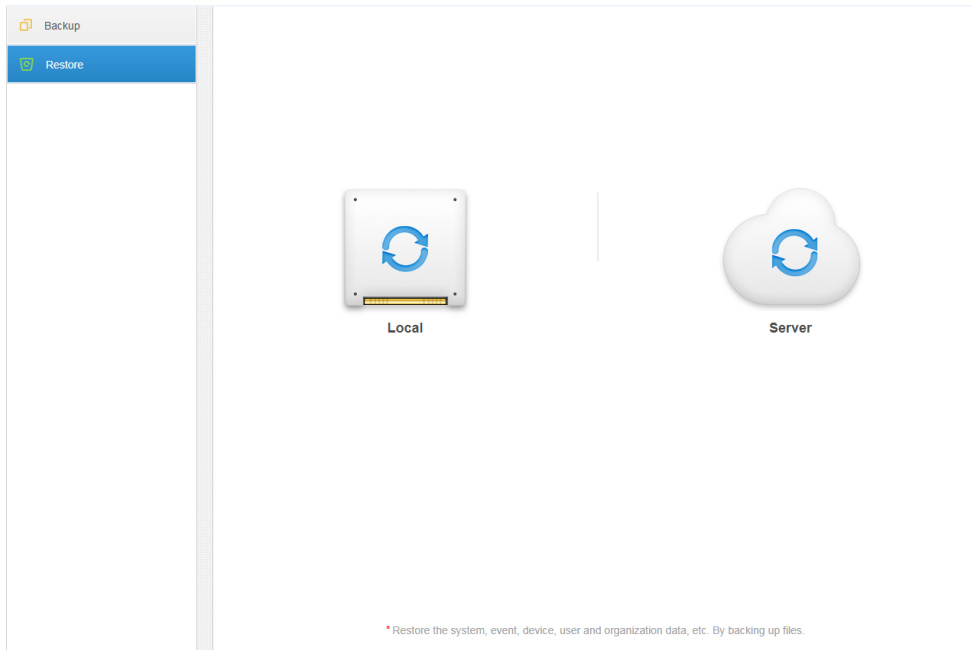 Backup
Restore
Local
Server
* Restore the system, event, device, user and organization data, etc. By backing up files.